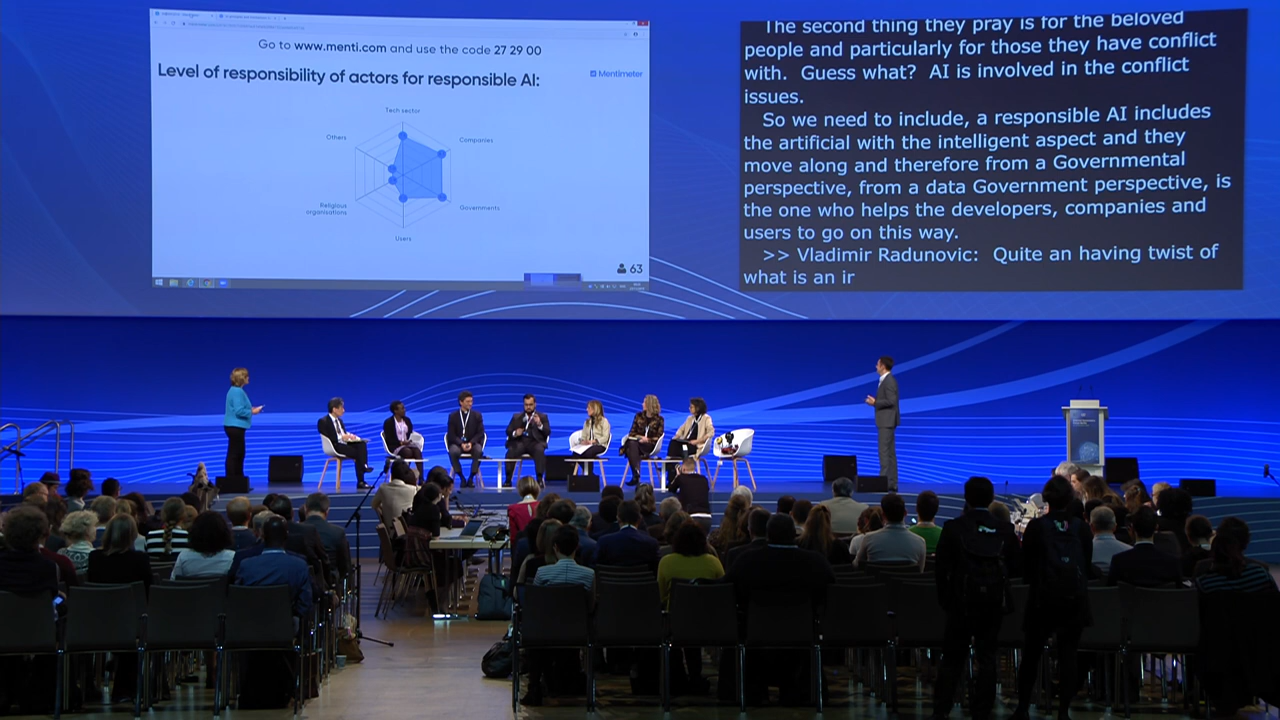 Go to www.menti.com and use the code 27 29 00
Level of responsibility of actors for responsible AI:
Mentimeter
Tech sector
Others
Companies
Religious
organisations
Governments
Users
63
The second thing they pray is for the beloved
people and particularly for those they have conflict
with. Guess what? AI is involved in the conflict
issues.
So we need to include, a responsible AI includes
the artificial with the intelligent aspect and they
move along and therefore from a Governmental
perspective, from a data Government perspective, is
the one who helps the developers, companies and
users to go on this way.
>> Vladimir Radunovic: Quite an having twist of
what is an ir